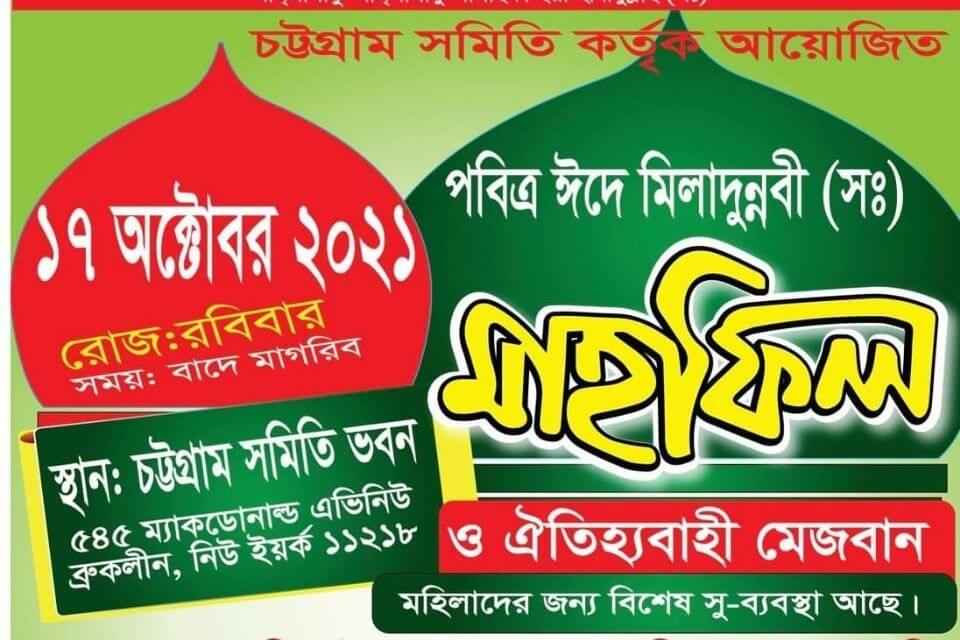 চট্টগ্রাম সমিতি কর্তৃক আয়োজিত
১৭ অক্টোবর ২০২১
রোজ:রবিবার
সময়: বাদে মাগরিব
স্থান: চট্টগ্রাম সমিতি ভবন
৫৪৫ ম্যাকডোনাল্ড এভিনিউ
ব্রুকলীন, নিউ ইয়র্ক ১১২১৮
পবিত্র ঈদে মিলাদুন্নবী (সঃ)
মাহফিল
ও ঐতিহ্যবাহী মেজবান
মহিলাদের জন্য বিশেষ সু-ব্যবস্থা আছে।